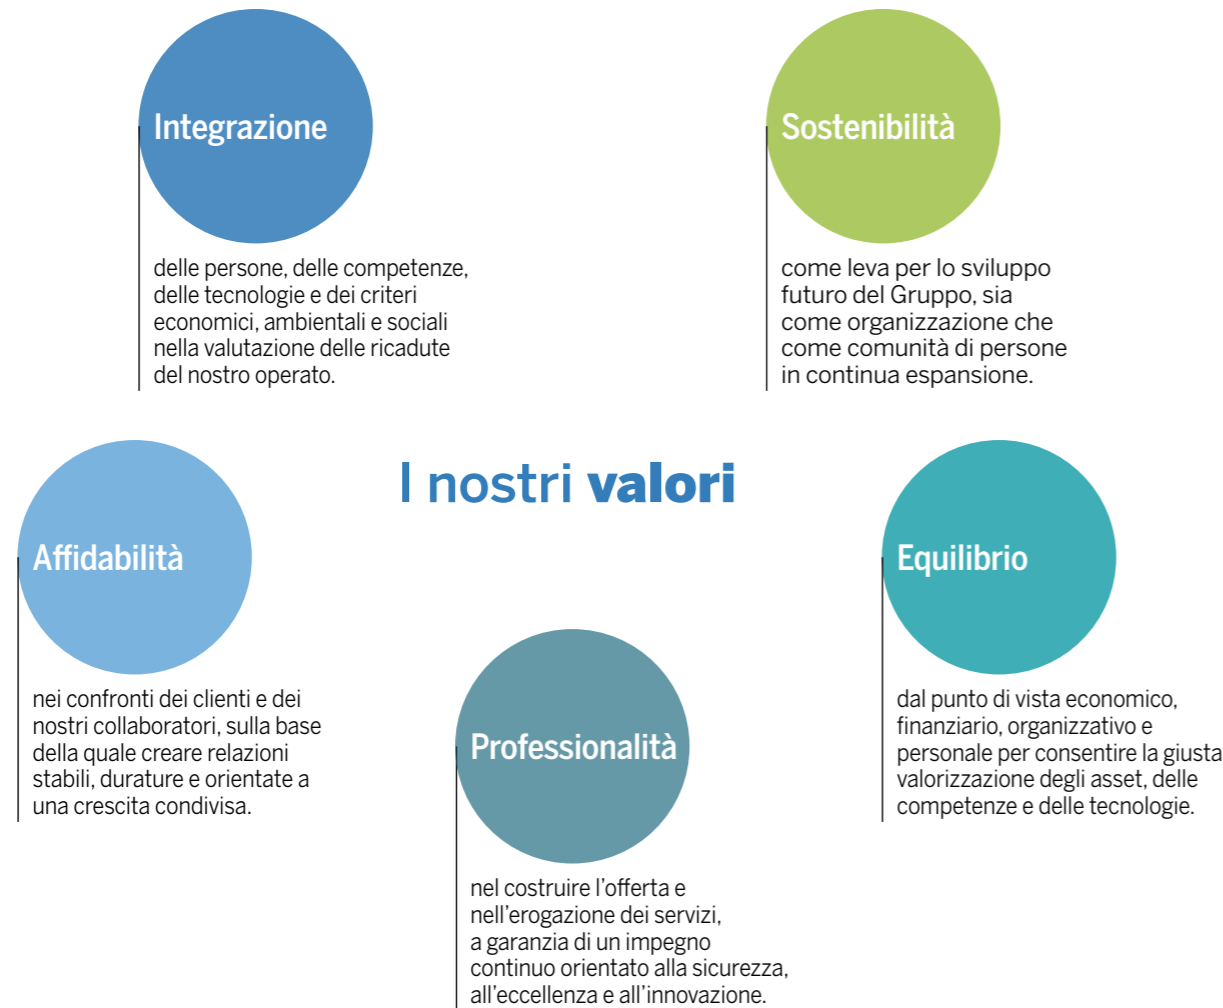 Integrazione
delle persone, delle competenze,
delle tecnologie e dei criteri
economici, ambientali e sociali
nella valutazione delle ricadute
del nostro operato.
Sostenibilità
come leva per lo sviluppo
futuro del Gruppo, sia
come organizzazione che
come comunità di persone
in continua espansione.
I nostri valori
Affidabilità
nei confronti dei clienti e dei
nostri collaboratori, sulla base
della quale creare relazioni
stabili, durature e orientate a
una crescita condivisa.
Equilibrio
dal punto di vista economico,
finanziario, organizzativo e
personale per consentire la giusta
valorizzazione degli asset, delle
competenze e delle tecnologie.
Professionalità
nel costruire l’offerta e
nell’erogazione dei servizi,
a garanzia di un impegno
continuo orientato alla sicurezza,
all’eccellenza e all’innovazione.